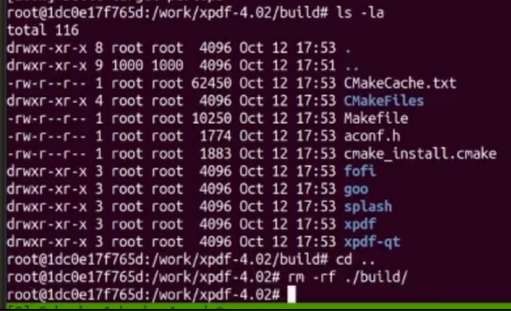 root@1dc0e17f765d:/work/xpdf-4.02/build# ls -la
total 116
drwxr-xr-x 8 root root  4096 Oct 12 17:53 .
drwxr-xr-x 9 1000 1000  4096 Oct 12 17:51 ..
-rw-r--r-- 1 root root 62450 Oct 12 17:53 CMakeCache.txt
drwxr-xr-x 4 root root  4096 Oct 12 17:53 CMakeFiles
-rw-r--r-- 1 root root 10250 Oct 12 17:53 Makefile
-rw-r--r-- 1 root root  1774 Oct 12 17:53 aconf.h
-rw-r--r-- 1 root root  1883 Oct 12 17:53 cmake_install.cmake
drwxr-xr-x 3 root root  4096 Oct 12 17:53 fofi
drwxr-xr-x 3 root root  4096 Oct 12 17:53 goo
drwxr-xr-x 3 root root  4096 Oct 12 17:53 splash
drwxr-xr-x 3 root root  4096 Oct 12 17:53 xpdf
drwxr-xr-x 3 root root  4096 Oct 12 17:53 xpdf-qt
root@1dc0e17f765d:/work/xpdf-4.02/build# cd ..
root@1dc0e17f765d:/work/xpdf-4.02# rm -rf ./build/
root@1dc0e17f765d:/work/xpdf-4.02#